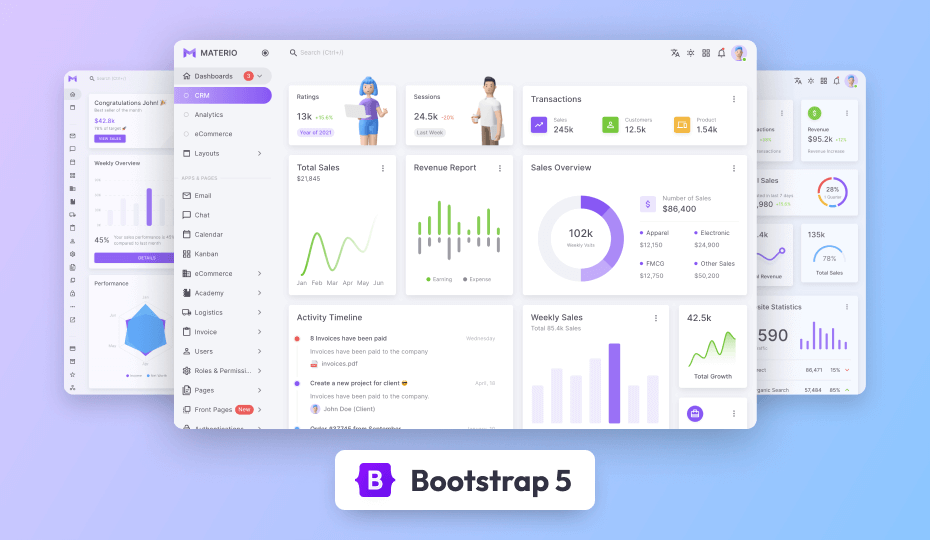 MATERIO
Search (Ctrl+/)
Dashboards
3
CRM
Analytics
eCommerce
Layouts
APPS & PAGES
Email
Chat
Calendar
Kanban
eCommerce
Academy
Logistics
Invoice
Users
Roles & Permissi...
Pages
Front Pages New
Ratings
13k +15.6%
Year of 2021
Sessions
24.5k -20%
Last Week
Transactions
Sales
245k
Customers
12.5k
Product
1.54k
Total Sales
$21,845
Jan Feb Mar Apr May Jun
Revenue Report
Earning Expense
Sales Overview
102k
Weekly Visits
Number of Sales
$86,400
Apparal
$12,150
Electronic
$24,900
FMCG
$12,750
Other Sales
$50,200
Activity Timeline
8 Invoices have been paid
Wednesday
Invoices have been paid to the company
invoices.pdf
Create a new project for client 😎
April, 18
Invoices have been paid to the company.
John Doe (Client)
Order #37745 from September
Weekly Sales
Total 85.4k Sales
42.5k
Total Growth
Congratulations John! 🎉
Best seller of the month
$42.8k
78% of target 🚀
VIEW SALES
Weekly Overview
45%
Your sales performance is 45%
compared to last month
DETAILS
Performance
Revenue
$95.2k +12%
Revenue Increase
28%
1 Quarter
135k
78%
Total Sales
86,471 15%
57,484 85%
B Bootstrap 5